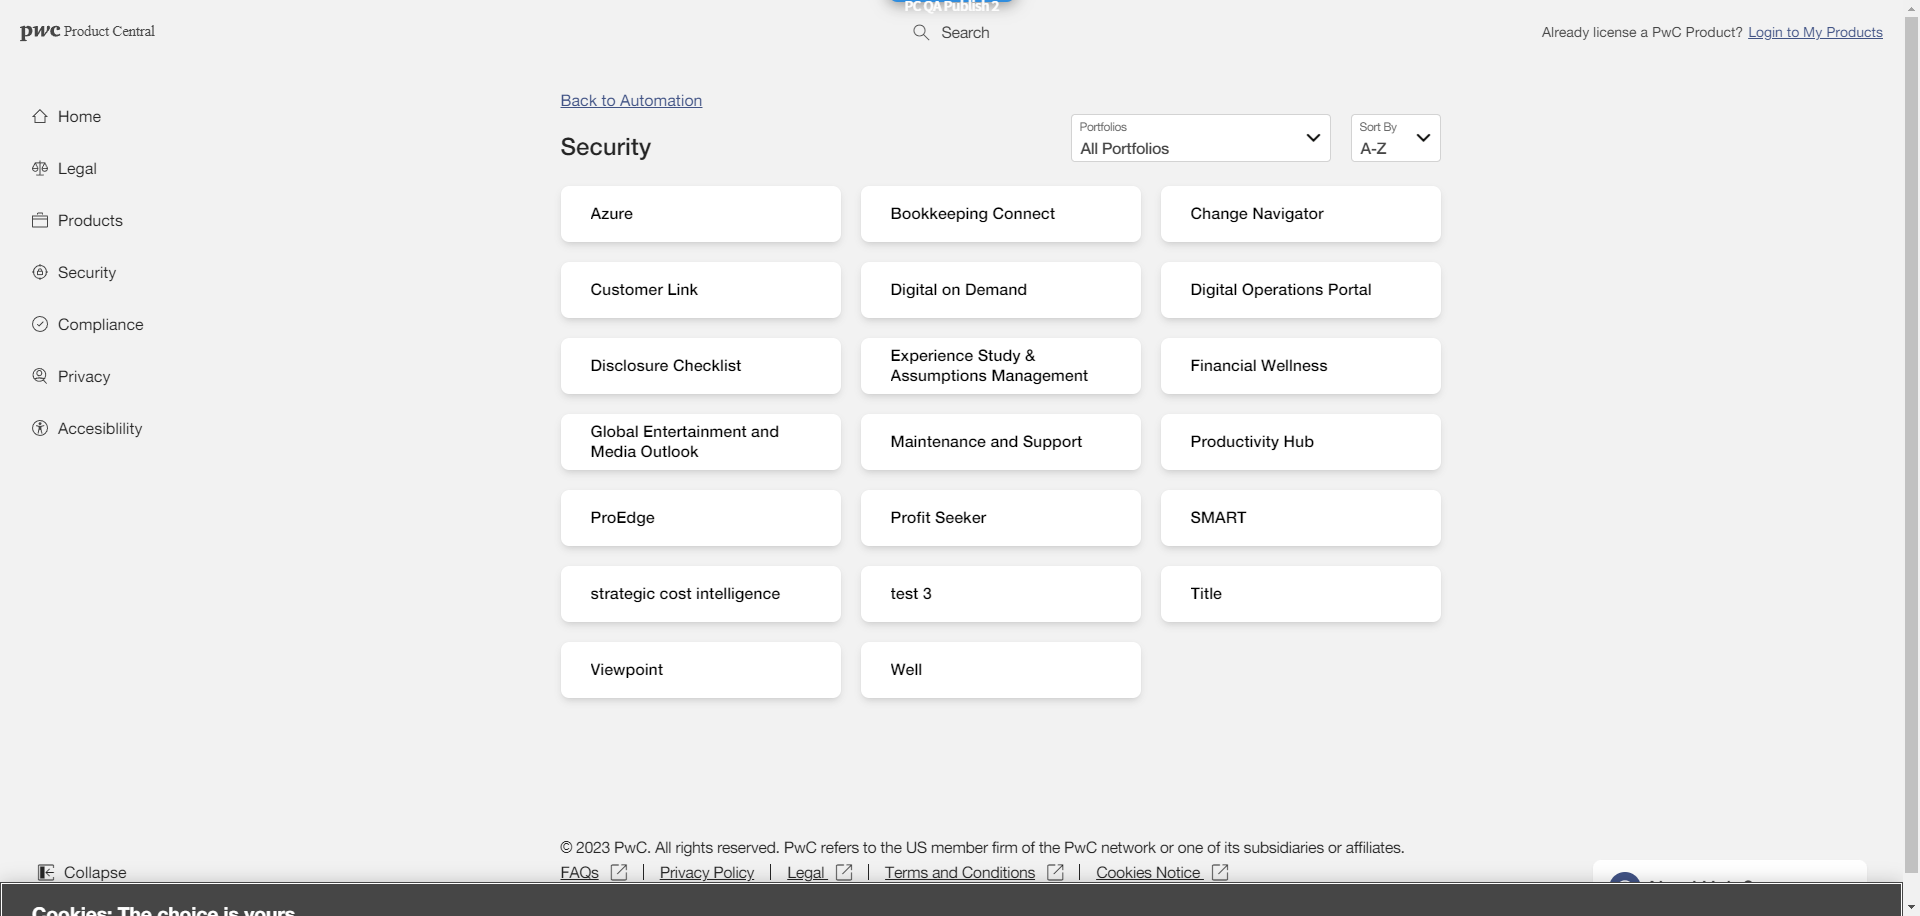 PC QA Publish 2
pwc Product Central
Search
Already license a PwC Product? Login to My Products
Home
Legal
Products
Security
Compliance
Privacy
Accesiblility
Collapse
Back to Automation
Security
Portfolios
All Portfolios
Sort By
A-Z
Azure
Bookkeeping Connect
Change Navigator
Customer Link
Digital on Demand
Digital Operations Portal
Disclosure Checklist
Experience Study &
Assumptions Management
Financial Wellness
Global Entertainment and
Media Outlook
Maintenance and Support
Productivity Hub
ProEdge
Profit Seeker
SMART
strategic cost intelligence
test 3
Title
Viewpoint
Well
© 2023 PwC. All rights reserved. PwC refers to the US member firm of the PwC network or one of its subsidiaries or affiliates.
FAQs | Privacy Policy | Legal | Terms and Conditions | Cookies Notice
Cookies: The choice is yours